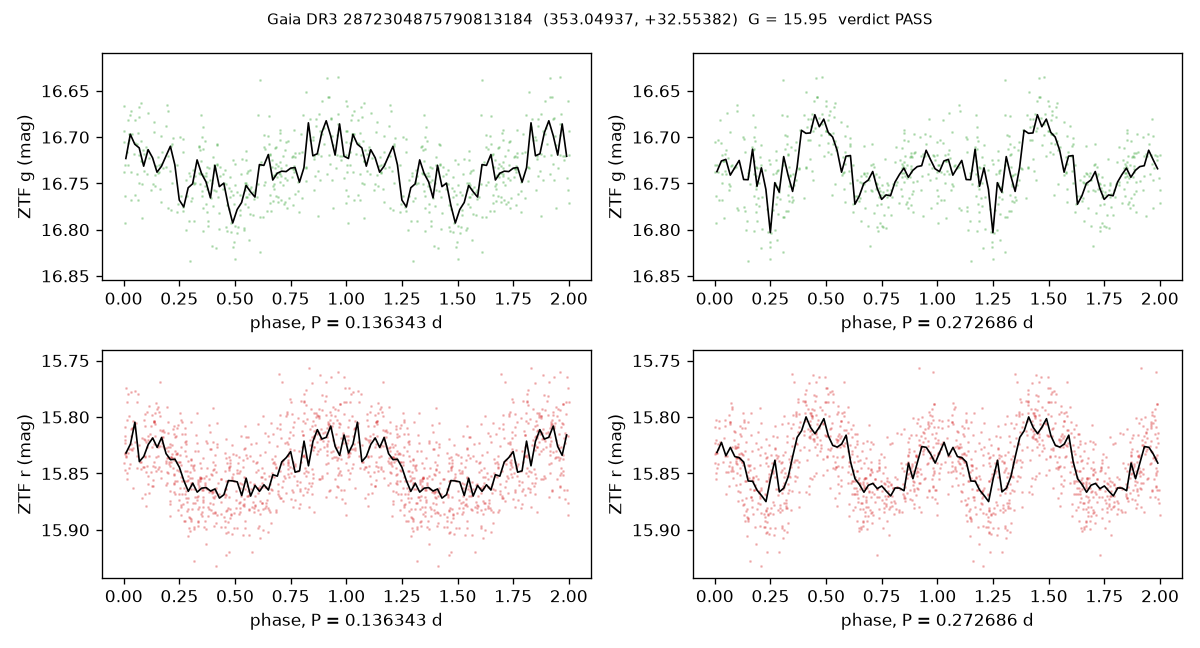 Gaia DR3 2872304875790813184 (353.04937, +32.55382) G = 15.95 verdict PASS
ZTF g (mag)
16.65
16.70
16.75
16.80
16.85
0.00 0.25 0.50 0.75 1.00 1.25 1.50 1.75 2.00
phase, P = 0.136343 d
ZTF g (mag)
16.65
16.70
16.75
16.80
16.85
0.00 0.25 0.50 0.75 1.00 1.25 1.50 1.75 2.00
phase, P = 0.272686 d
ZTF r (mag)
15.75
15.80
15.85
15.90
0.00 0.25 0.50 0.75 1.00 1.25 1.50 1.75 2.00
phase, P = 0.136343 d
ZTF r (mag)
15.75
15.80
15.85
15.90
0.00 0.25 0.50 0.75 1.00 1.25 1.50 1.75 2.00
phase, P = 0.272686 d